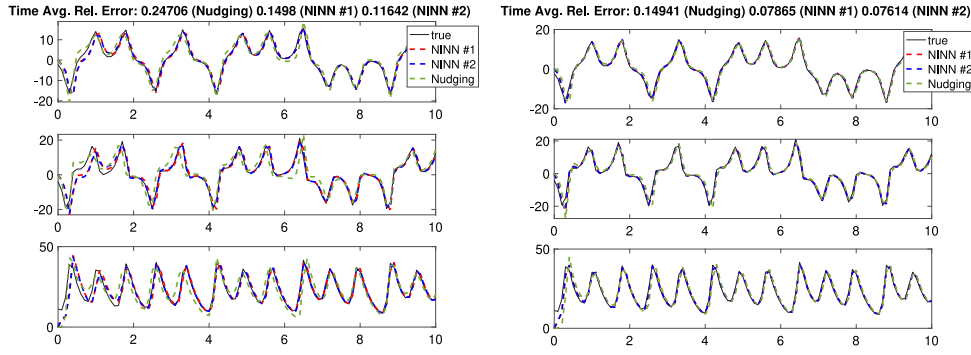 Time Avg. Rel. Error: 0.24706 (Nudging) 0.1498 (NINN #1) 0.11642 (NINN #2)
10
0
-10
-20
0 2 4 6 8 10
true
NINN #1
NINN #2
Nudging
20
0
-20
0 2 4 6 8 10
50
0
0 2 4 6 8 10
Time Avg. Rel. Error: 0.14941 (Nudging) 0.07865 (NINN #1) 0.07614 (NINN #2)
20
0
-20
0 2 4 6 8 10
true
NINN #1
NINN #2
Nudging
20
0
-20
0 2 4 6 8 10
50
0
0 2 4 6 8 10